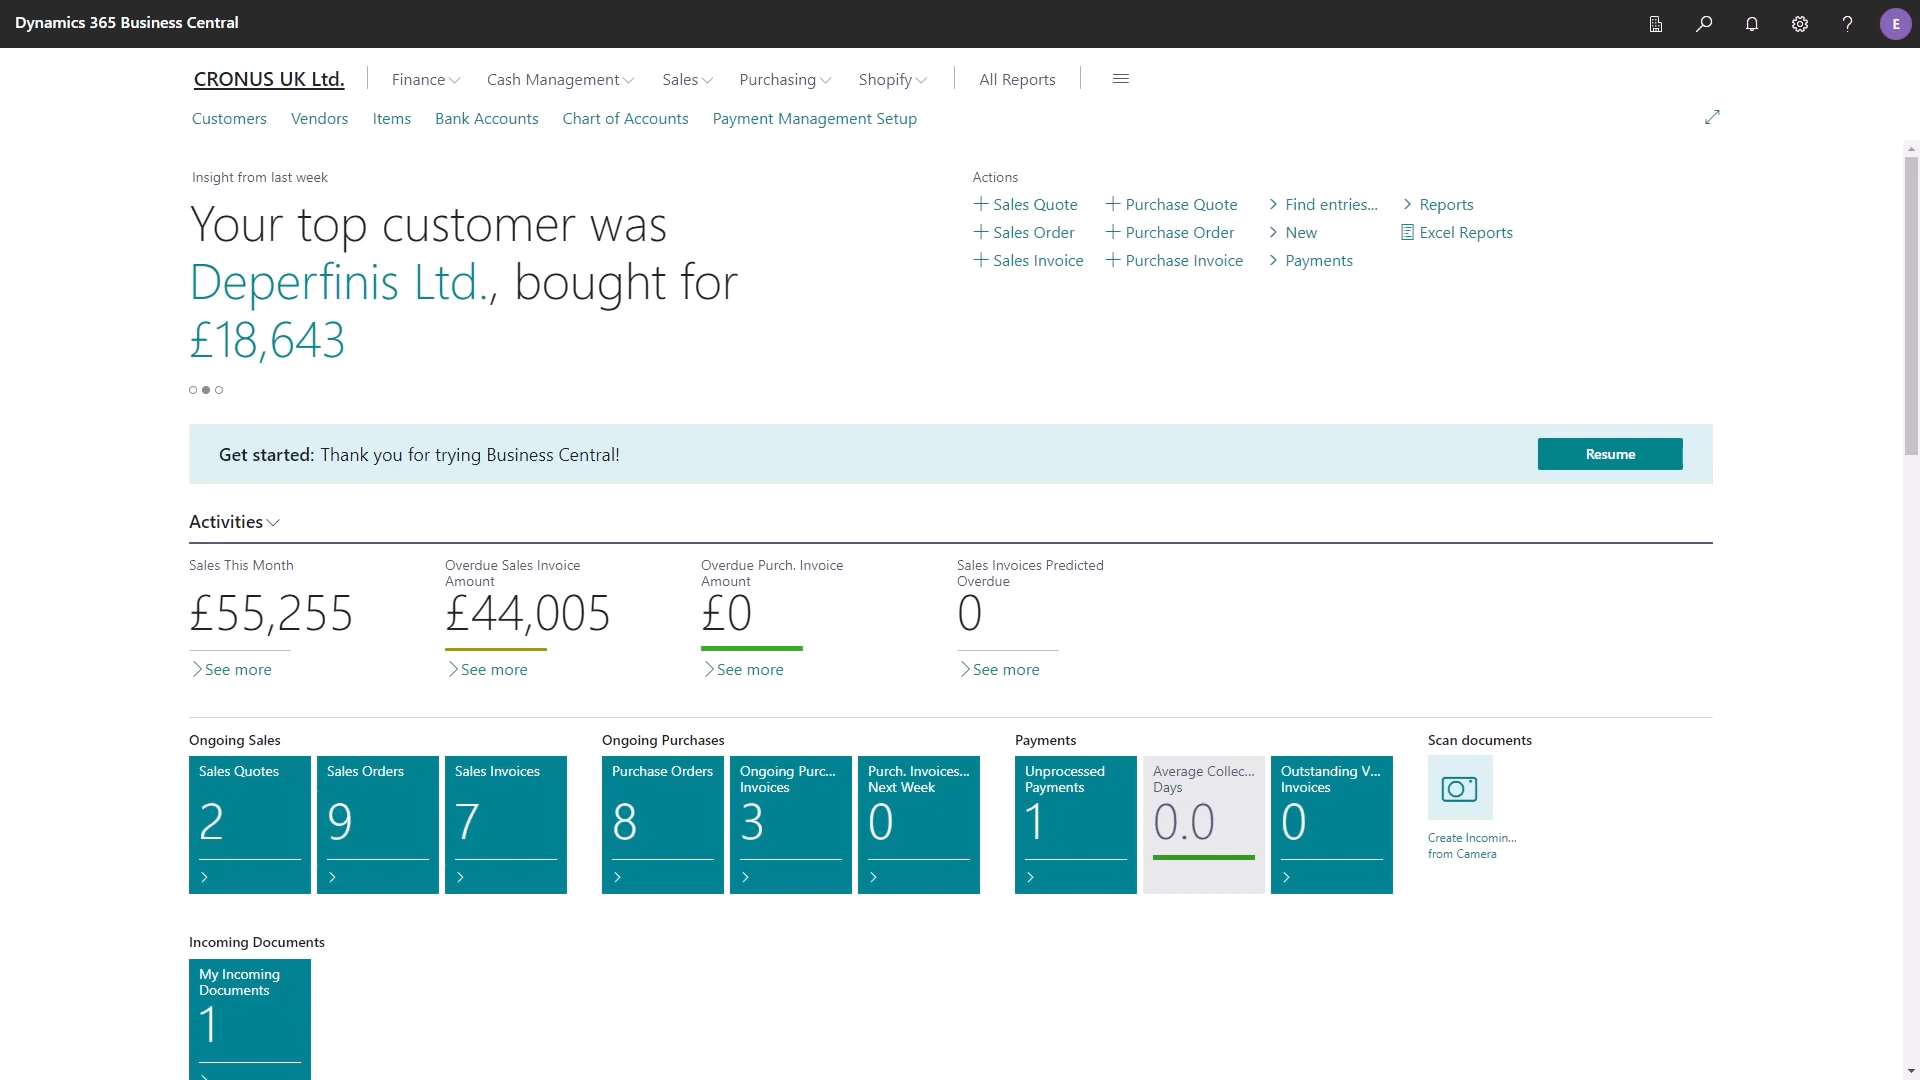 Dynamics 365 Business Central
E
CRONUS UK Ltd.
Finance
Cash Management
Sales
Purchasing
Shopify
All Reports
Customers
Vendors
Items
Bank Accounts
Chart of Accounts
Payment Management Setup
Insight from last week
Your top customer was
Deperfinis Ltd., bought for
£18,643
Actions
Sales Quote
Purchase Quote
Find entries...
Reports
Sales Order
Purchase Order
New
Excel Reports
Sales Invoice
Purchase Invoice
Payments
Get started: Thank you for trying Business Central!
Resume
Activities
Sales This Month
£55,255
See more
Overdue Sales Invoice
Amount
£44,005
See more
Overdue Purch. Invoice
Amount
£0
See more
Sales Invoices Predicted
Overdue
0
See more
Ongoing Sales
Sales Quotes
2
Sales Orders
9
Sales Invoices
7
Ongoing Purchases
Purchase Orders
8
Ongoing Purc...
Invoices
3
Purch. Invoices...
Next Week
0
Payments
Unprocessed
Payments
1
Average Collec...
Days
0.0
Outstanding V...
Invoices
0
Scan documents
Create Incomin...
from Camera
Incoming Documents
My Incoming
Documents
1